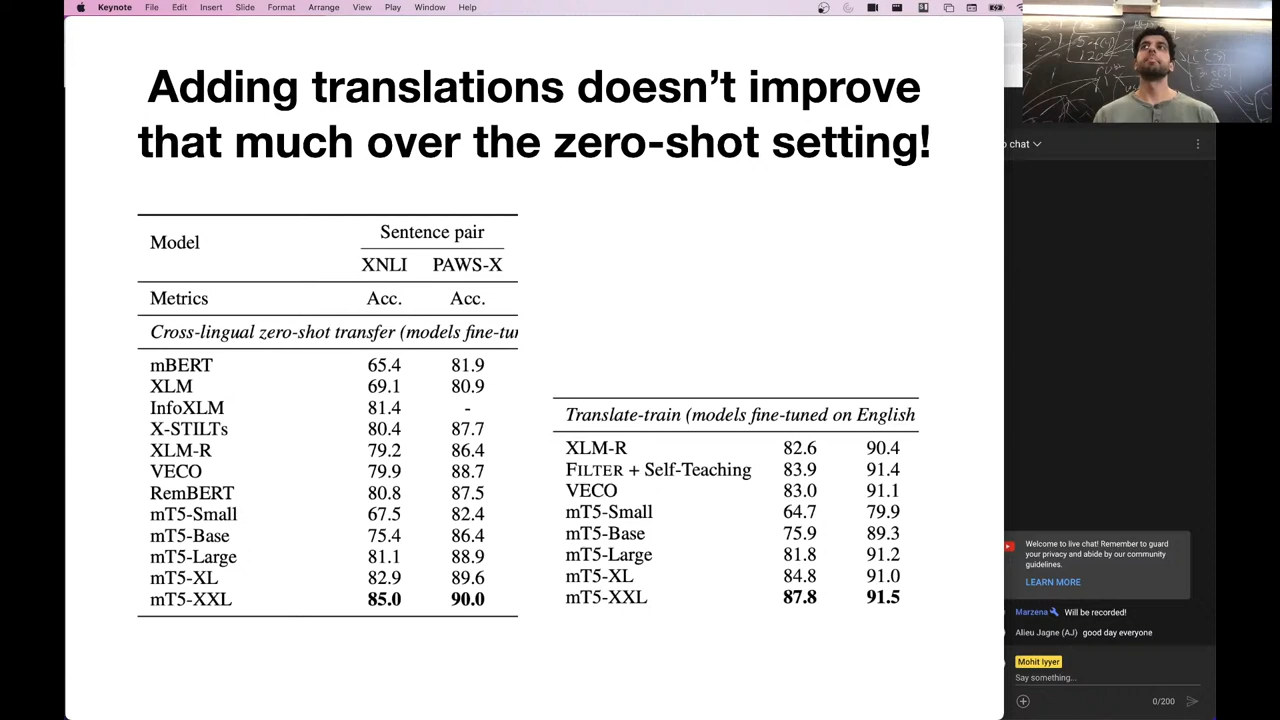 Keynote File Edit View Insert Slide Format Arrange View Play Window Help
Adding translations doesn't improve
that much over the zero-shot setting!
Model
Sentence pair
XNLI PAWS-X
Metrics Acc. Acc.
Cross-lingual zero-shot transfer (models fine-tun
mBERT 65.4 81.9
XLM 69.1 80.9
InfoXLM 81.4 -
X-STILTs 80.4 87.7
XLM-R 79.2 86.4
VECO 79.9 88.7
RemBERT 80.8 87.5
mT5-Small 67.5 82.4
mT5-Base 75.4 86.4
mT5-Large 81.1 88.9
mT5-XL 82.9 89.6
mT5-XXL 85.0 90.0
Translate-train (models fine-tuned on English
XLM-R 82.6 90.4
FILTER + Self-Teaching 83.9 91.4
VECO 83.0 91.1
mT5-Small 64.7 79.9
mT5-Base 75.9 89.3
mT5-Large 81.8 91.2
mT5-XL 84.8 91.0
mT5-XXL 87.8 91.5
o chat
Welcome to live chat! Remember to guard
your privacy and abide by our community
guidelines.
LEARN MORE
Marzena Will be recorded!
Alieu Jagne (AJ) good day everyone
Mohit Iyyer
Say something...
0/200